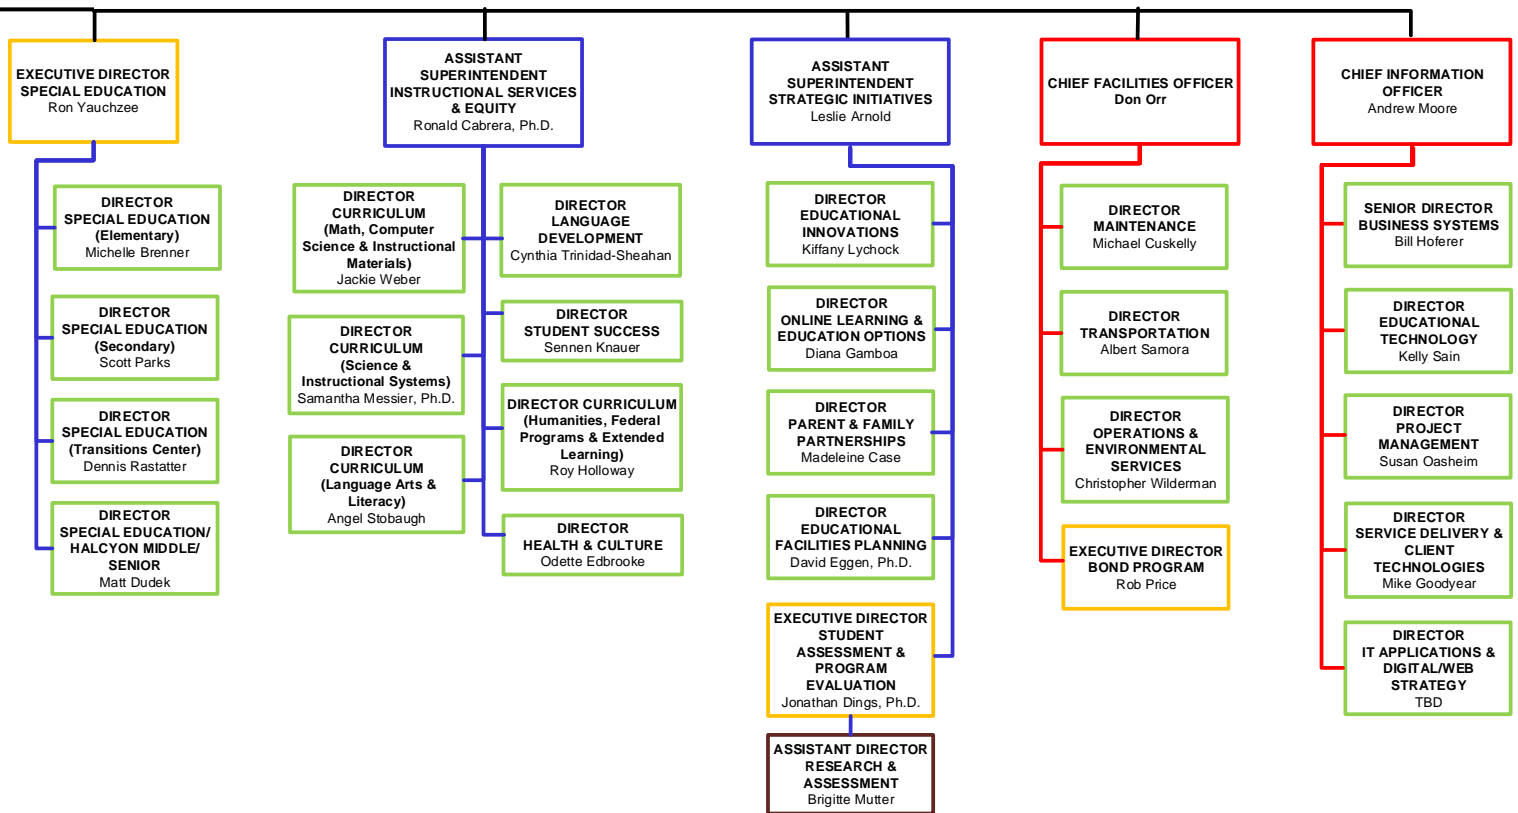 EXECUTIVE DIRECTOR
SPECIAL EDUCATION
Ron Yauchzee
ASSISTANT
SUPERINTENDENT
INSTRUCTIONAL SERVICES
& EQUITY
Ronald Cabrera, Ph.D.
ASSISTANT
SUPERINTENDENT
STRATEGIC INITIATIVES
Leslie Arnold
CHIEF FACILITIES OFFICER
Don Orr
CHIEF INFORMATION
OFFICER
Andrew Moore
DIRECTOR
SPECIAL EDUCATION
(Elementary)
Michelle Brenner
DIRECTOR
SPECIAL EDUCATION
(Secondary)
Scott Parks
DIRECTOR
SPECIAL EDUCATION
(Transitions Center)
Dennis Rastatter
DIRECTOR
SPECIAL EDUCATION/
HALCYON MIDDLE/
SENIOR
Matt Dudek
DIRECTOR
CURRICULUM
(Math, Computer
Science & Instructional
Materials)
Jackie Weber
DIRECTOR
CURRICULUM
(Science &
Instructional Systems)
Samantha Messier, Ph.D.
DIRECTOR
CURRICULUM
(Language Arts &
Literacy)
Angel Stobaugh
DIRECTOR
LANGUAGE
DEVELOPMENT
Cynthia Trinidad-Sheahan
DIRECTOR
STUDENT SUCCESS
Sennen Knauer
DIRECTOR CURRICULUM
(Humanities, Federal
Programs & Extended
Learning)
Roy Holloway
DIRECTOR
HEALTH & CULTURE
Odette Edbrooke
DIRECTOR
EDUCATIONAL
INNOVATIONS
Kiffany Lychock
DIRECTOR
ONLINE LEARNING &
EDUCATION OPTIONS
Diana Gamboa
DIRECTOR
PARENT & FAMILY
PARTNERSHIPS
Madeleine Case
DIRECTOR
EDUCATIONAL
FACILITIES PLANNING
David Eggen, Ph.D.
EXECUTIVE DIRECTOR
STUDENT
ASSESSMENT &
PROGRAM
EVALUATION
Jonathan Dings, Ph.D.
ASSISTANT DIRECTOR
RESEARCH &
ASSESSMENT
Brigitte Mutter
DIRECTOR
MAINTENANCE
Michael Cuskelly
DIRECTOR
TRANSPORTATION
Albert Samora
DIRECTOR
OPERATIONS &
ENVIRONMENTAL
SERVICES
Christopher Wilderman
EXECUTIVE DIRECTOR
BOND PROGRAM
Rob Price
SENIOR DIRECTOR
BUSINESS SYSTEMS
Bill Hoferer
DIRECTOR
EDUCATIONAL
TECHNOLOGY
Kelly Sain
DIRECTOR
PROJECT
MANAGEMENT
Susan Oasheim
DIRECTOR
SERVICE DELIVERY &
CLIENT
TECHNOLOGIES
Mike Goodyear
DIRECTOR
IT APPLICATIONS &
DIGITAL/WEB
STRATEGY
TBD